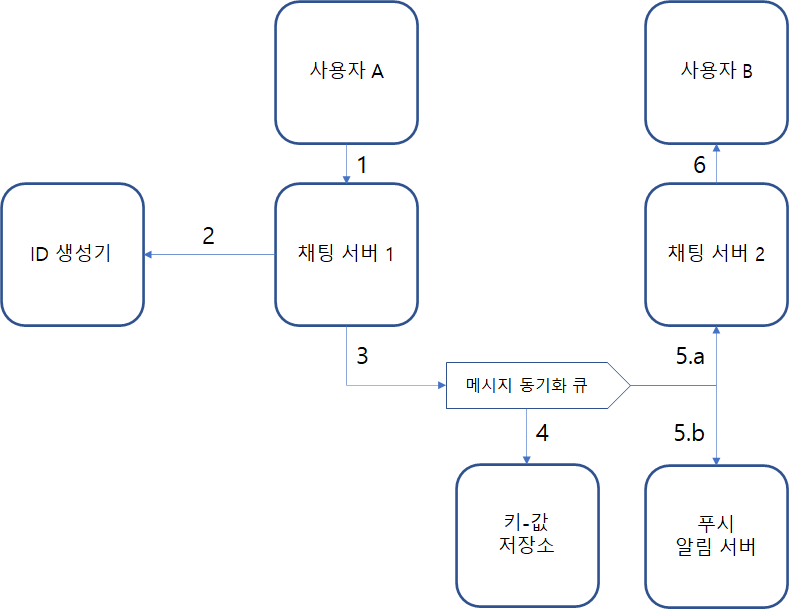 사용자 A
사용자 B
1
6
ID 생성기
2
채팅 서버 1
채팅 서버 2
3
5.a
메시지 동기화 큐
4
5.b
키-값
저장소
푸시
알림 서버